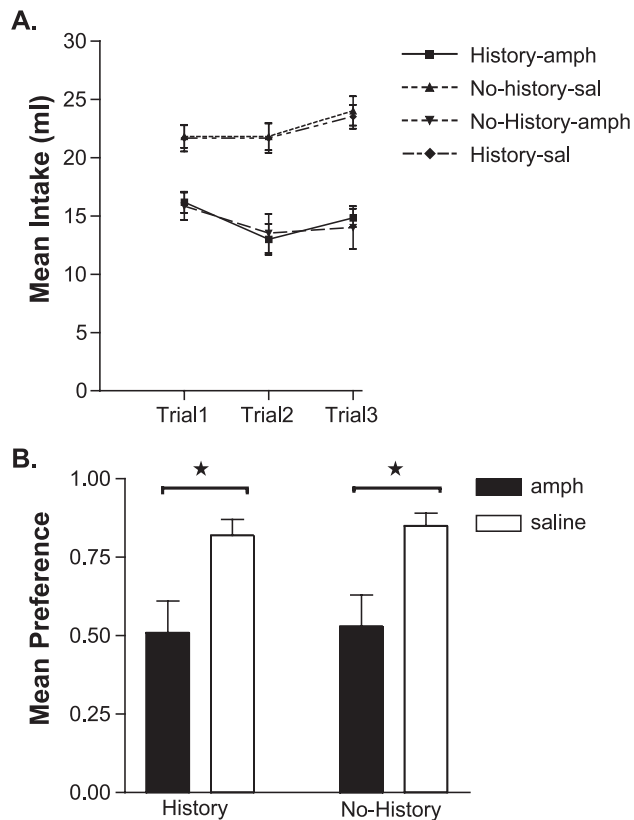 A.
Mean Intake (ml)
30
25
20
15
10
5
0
Trial1 Trial2 Trial3
History-amph
No-history-sal
No-History-amph
History-sal
B.
Mean Preference
1.00
0.75
0.50
0.25
0.00
★ ★
History No-History
amph
saline